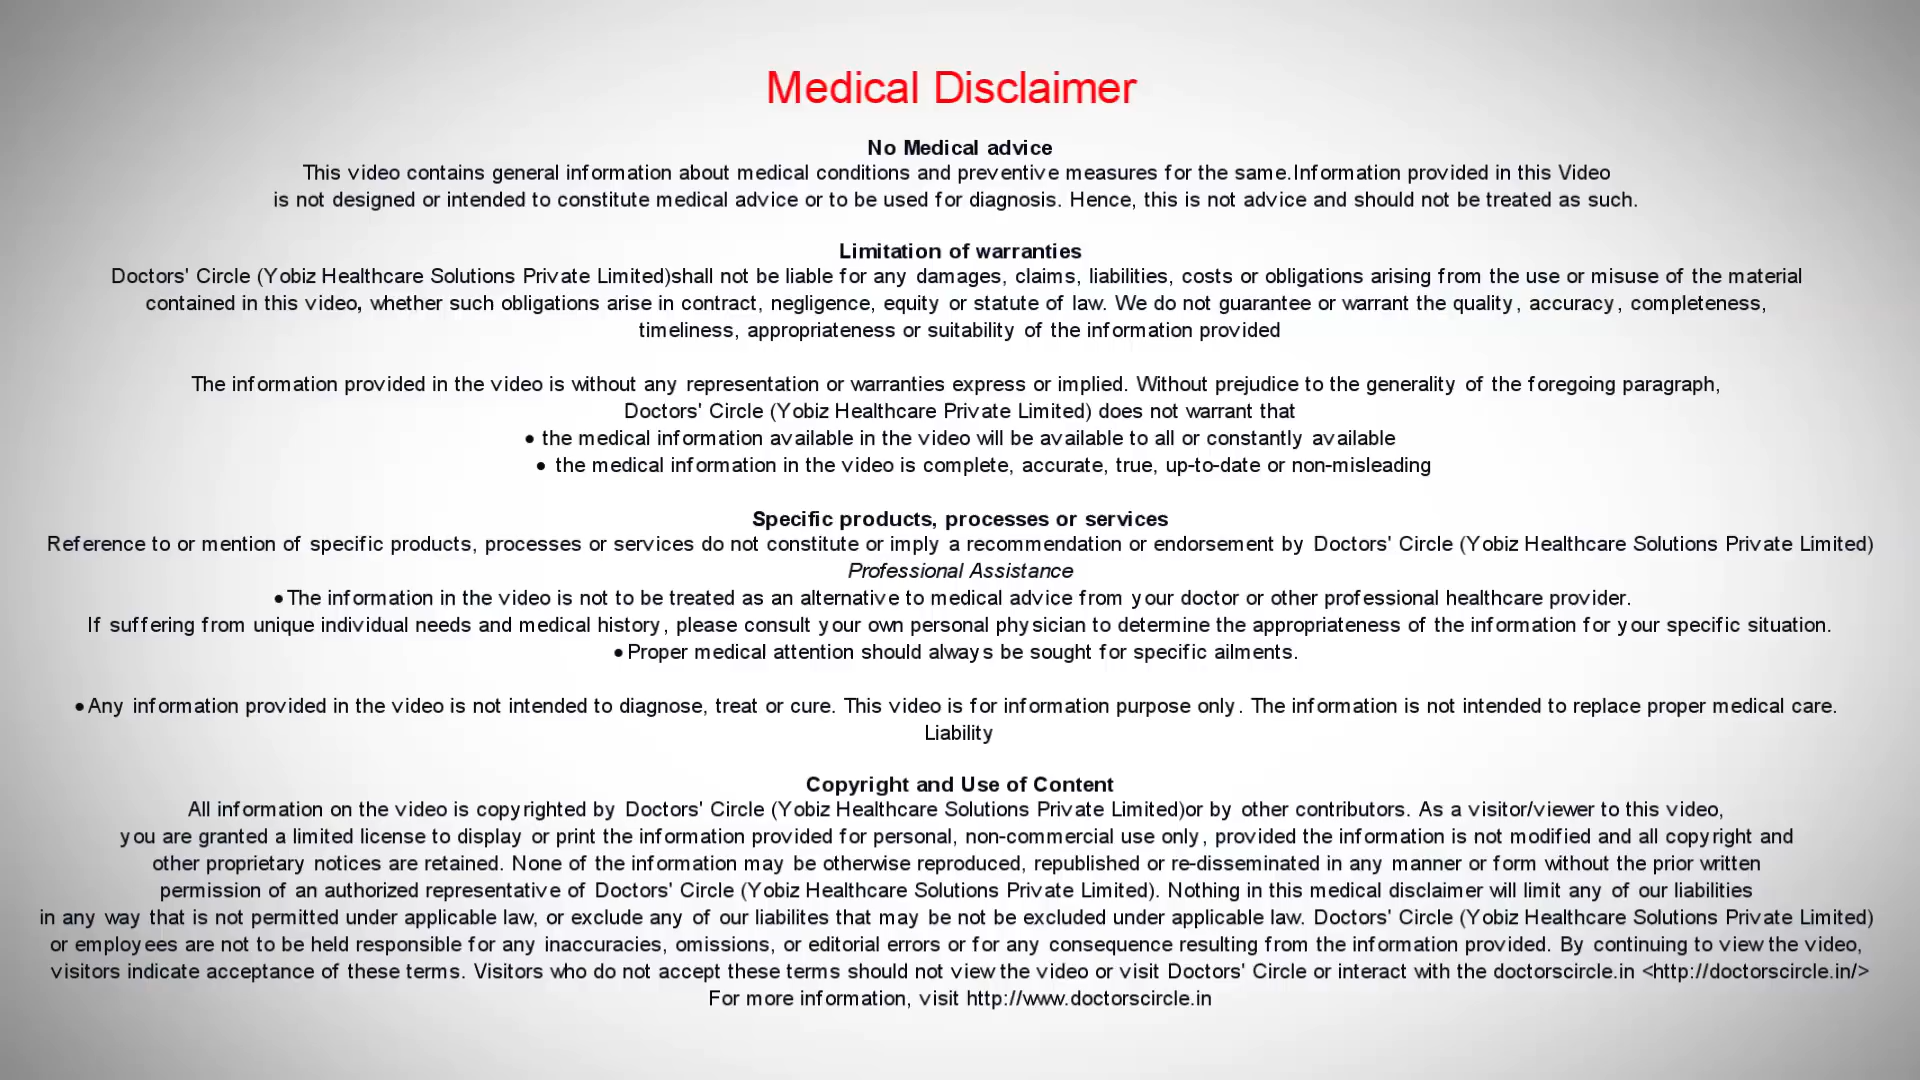 Medical Disclaimer
No Medical advice
This video contains general information about medical conditions and preventive measures for the same.Information provided in this Video
is not designed or intended to constitute medical advice or to be used for diagnosis. Hence, this is not advice and should not be treated as such.
Limitation of warranties
Doctors' Circle (Yobiz Healthcare Solutions Private Limited)shall not be liable for any damages, claims, liabilities, costs or obligations arising from the use or misuse of the material
contained in this video, whether such obligations arise in contract, negligence, equity or statute of law. We do not guarantee or warrant the quality, accuracy, completeness,
timeliness, appropriateness or suitability of the information provided
The information provided in the video is without any representation or warranties express or implied. Without prejudice to the generality of the foregoing paragraph,
Doctors' Circle (Yobiz Healthcare Private Limited) does not warrant that
• the medical information available in the video will be available to all or constantly available
• the medical information in the video is complete, accurate, true, up-to-date or non-misleading
Specific products, processes or services
Reference to or mention of specific products, processes or services do not constitute or imply a recommendation or endorsement by Doctors' Circle (Yobiz Healthcare Solutions Private Limited)
Professional Assistance
•The information in the video is not to be treated as an alternative to medical advice from your doctor or other professional healthcare provider.
If suffering from unique individual needs and medical history, please consult your own personal physician to determine the appropriateness of the information for your specific situation.
•Proper medical attention should always be sought for specific ailments.
•Any information provided in the video is not intended to diagnose, treat or cure. This video is for information purpose only. The information is not intended to replace proper medical care.
Liability
Copyright and Use of Content
All information on the video is copyrighted by Doctors' Circle (Yobiz Healthcare Solutions Private Limited)or by other contributors. As a visitor/viewer to this video,
you are granted a limited license to display or print the information provided for personal, non-commercial use only, provided the information is not modified and all copyright and
other proprietary notices are retained. None of the information may be otherwise reproduced, republished or re-disseminated in any manner or form without the prior written
permission of an authorized representative of Doctors' Circle (Yobiz Healthcare Solutions Private Limited). Nothing in this medical disclaimer will limit any of our liabilities
in any way that is not permitted under applicable law, or exclude any of our liabilites that may be not be excluded under applicable law. Doctors' Circle (Yobiz Healthcare Solutions Private Limited)
or employees are not to be held responsible for any inaccuracies, omissions, or editorial errors or for any consequence resulting from the information provided. By continuing to view the video,
visitors indicate acceptance of these terms. Visitors who do not accept these terms should not view the video or visit Doctors' Circle or interact with the doctorscircle.in <http://doctorscircle.in/>
For more information, visit http://www.doctorscircle.in